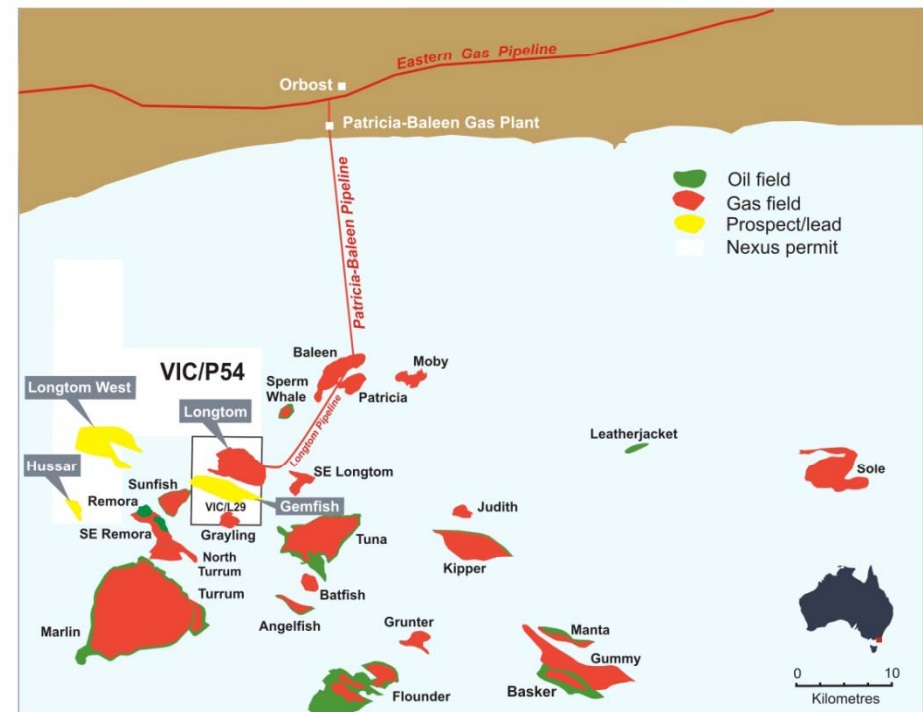 Eastern Gas Pipeline
Orbost
Patricia-Baleen Gas Plant
Patricia-Baleen Pipeline
Oil field
Gas field
Prospect/lead
Nexus permit
VIC/P54
Baleen
Moby
Sperm
Whale
Patricia
Longtom West
Longtom
Longtom Pipeline
Leatherjacket
Hussar
Sunfish
SE Longtom
Sole
Remora
VIC/L29
Gemfish
Judith
SE Remora
Grayling
Tuna
North
Turrum
Kipper
Turrum
Batfish
Marlin
Angelfish
Grunter
Manta
Gummy
Basker
Flounder
0 10
Kilometres